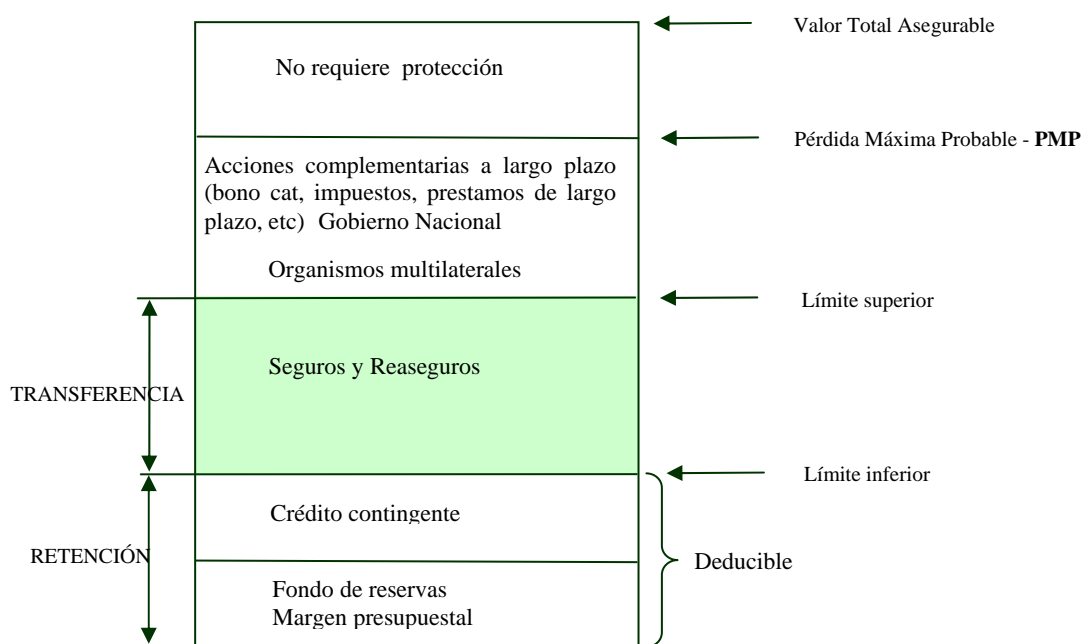 Valor Total Asegurable
No requiere protección
Pérdida Máxima Probable - PMP
Acciones complementarias a largo plazo
(bono cat, impuestos, prestamos de largo
plazo, etc) Gobierno Nacional
Organismos multilaterales
Límite superior
Seguros y Reaseguros
TRANSFERENCIA
Límite inferior
Crédito contingente
RETENCIÓN
Deducible
Fondo de reservas
Margen presupuestal